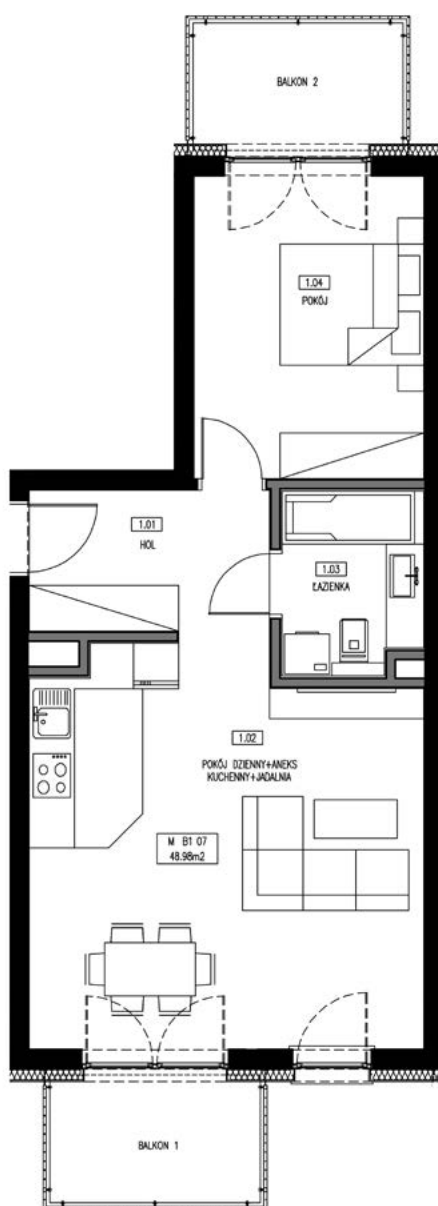 BALKON 2
1.04
POKÓJ
1.01
HOL
1.03
ŁAZIENKA
1.02
POKÓJ DZIENNY+ANEKS
KUCHENNY+JADALNIA
M B1 07
48.98m2
BALKON 1